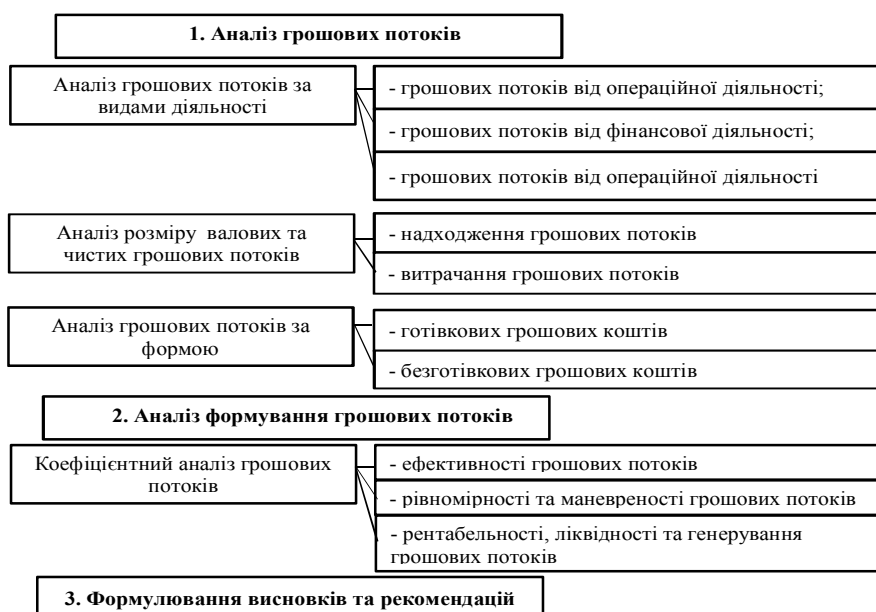 1. Аналіз грошових потоків
Аналіз грошових потоків за
видами діяльності
- грошових потоків від операційної діяльності;
- грошових потоків від фінансової діяльності;
- грошових потоків від операційної діяльності
Аналіз розміру валових та
чистих грошових потоків
- надходження грошових потоків
- витрачання грошових потоків
Аналіз грошових потоків за
формою
- готівкових грошових коштів
- безготівкових грошових коштів
2. Аналіз формування грошових потоків
Коефіцієнтний аналіз грошових
потоків
- ефективності грошових потоків
- рівномірності та маневреності грошових потоків
- рентабельності, ліквідності та генерування
грошових потоків
3. Формулювання висновків та рекомендацій